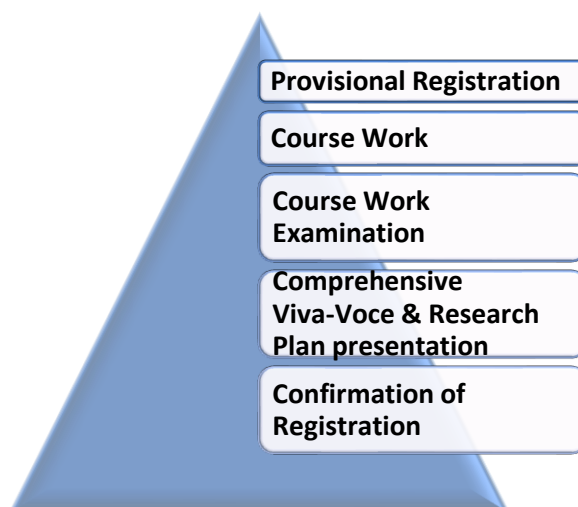 Provisional Registration
Course Work
Course Work
Examination
Comprehensive
Viva-Voce & Research
Plan presentation
Confirmation of
Registration